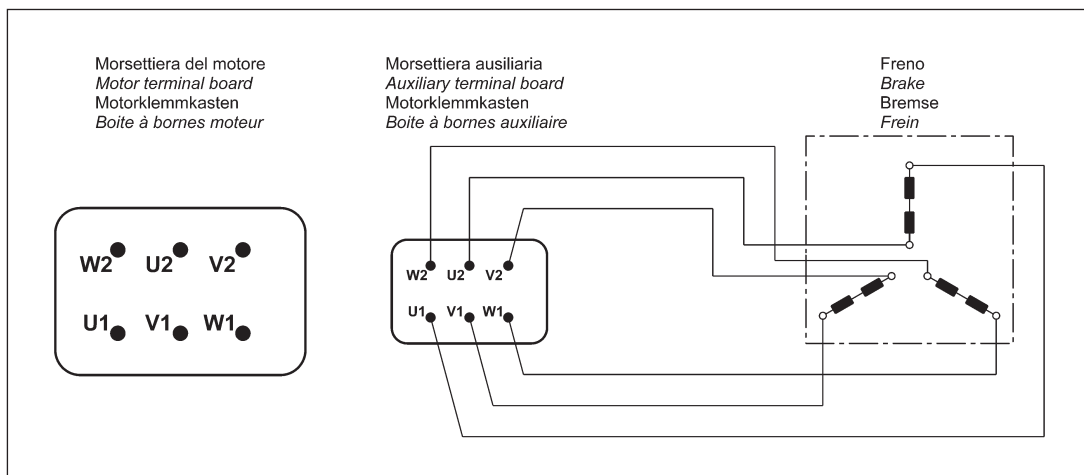 Morsettiera del motore
Motor terminal board
Motorklemmkasten
Boite à bornes moteur
Morsettiera ausiliaria
Auxiliary terminal board
Motorklemmkasten
Boite à bornes auxiliaire
Freno
Brake
Bremse
Frein
W2 U2 V2
U1 V1 W1
W2 U2 V2
U1 V1 W1